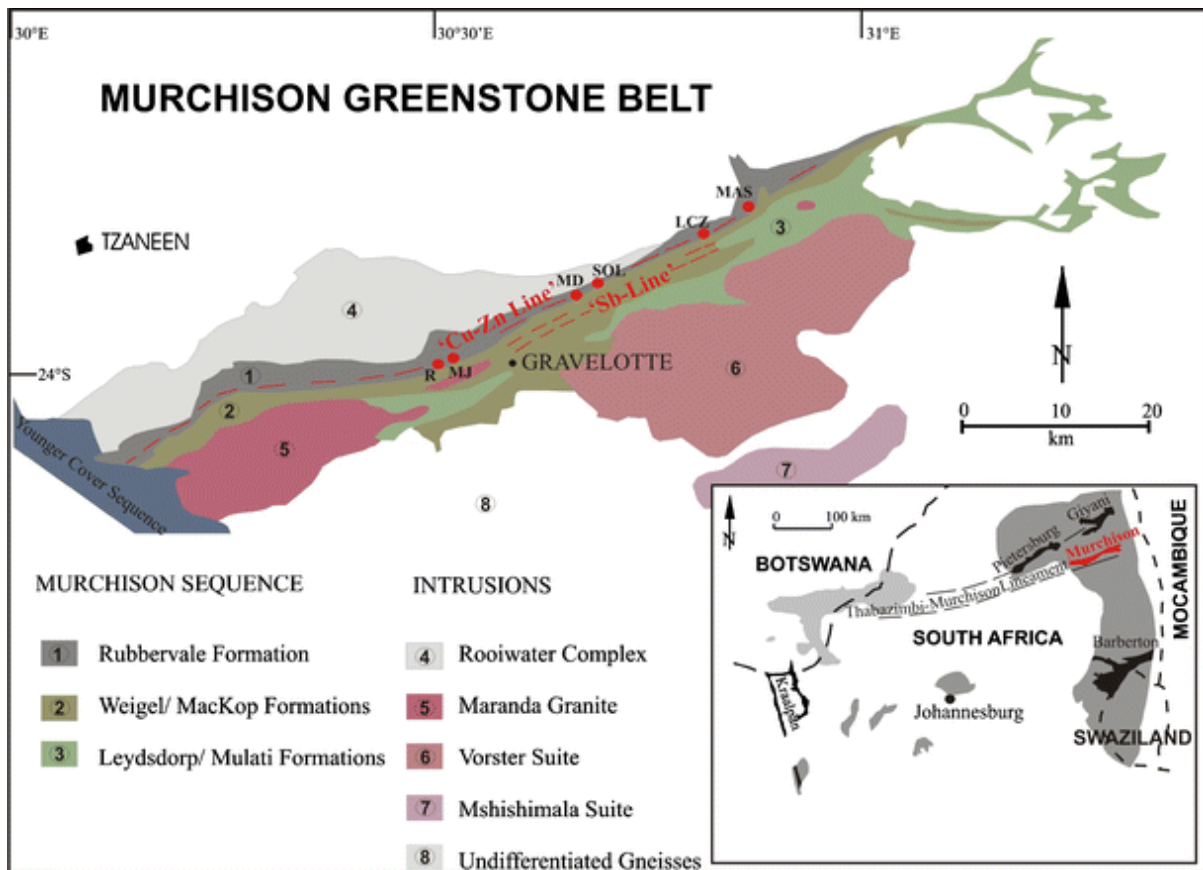 30°E
30°30'E
31°E
MURCHISON GREENSTONE BELT
TZANEEN
MAS
LCZ
3
SOL
MD
'Cu-Zn Line'
'Sb-Line'
4
GRAVELOTTE
R
MJ
24°S
1
2
6
N
0 10 20
km
5
7
8
Younger Cover Sequence
MURCHISON SEQUENCE
1 Rubbervale Formation
2 Weigel/ MacKop Formations
3 Leydsdorp/ Mulati Formations
INTRUSIONS
4 Rooiwater Complex
5 Maranda Granite
6 Vorster Suite
7 Mshishimala Suite
8 Undifferentiated Gneisses
N
0 100 km
BOTSWANA
Pietersburg
Giyani
Murchison
MOCAMBIQUE
Thabazimbi-Murchison Lineament
SOUTH AFRICA
Barberton
Kraaipan
Johannesburg
SWAZILAND